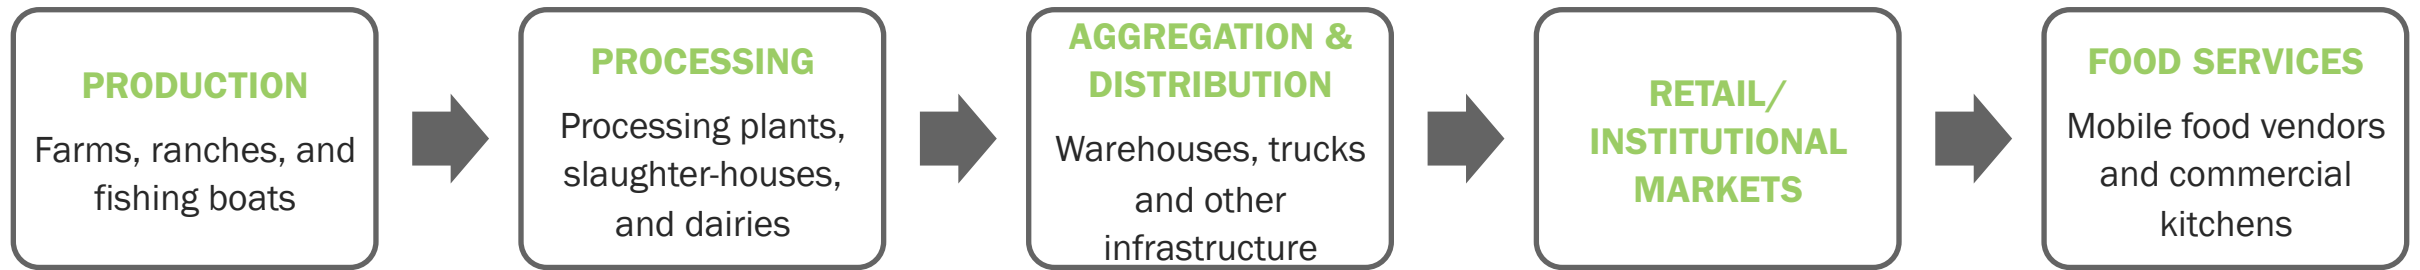 PRODUCTION
Farms, ranches, and
fishing boats
PROCESSING
Processing plants,
slaughter-houses,
and dairies
AGGREGATION &
DISTRIBUTION
Warehouses, trucks
and other
infrastructure
RETAIL/
INSTITUTIONAL
MARKETS
FOOD SERVICES
Mobile food vendors
and commercial
kitchens